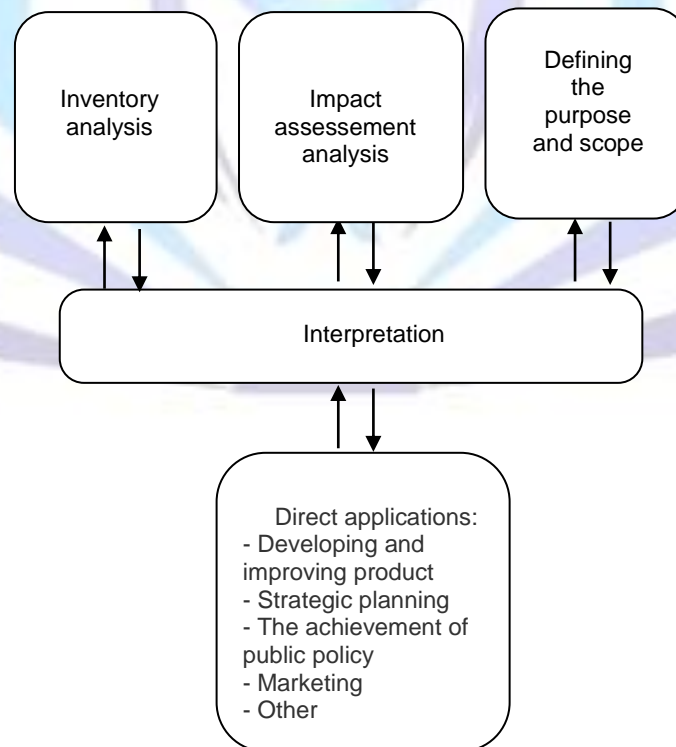 Inventory
analysis
Impact
assessement
analysis
Defining
the
purpose
and scope
Interpretation
Direct applications:
- Developing and
improving product
- Strategic planning
- The achievement of
public policy
- Marketing
- Other